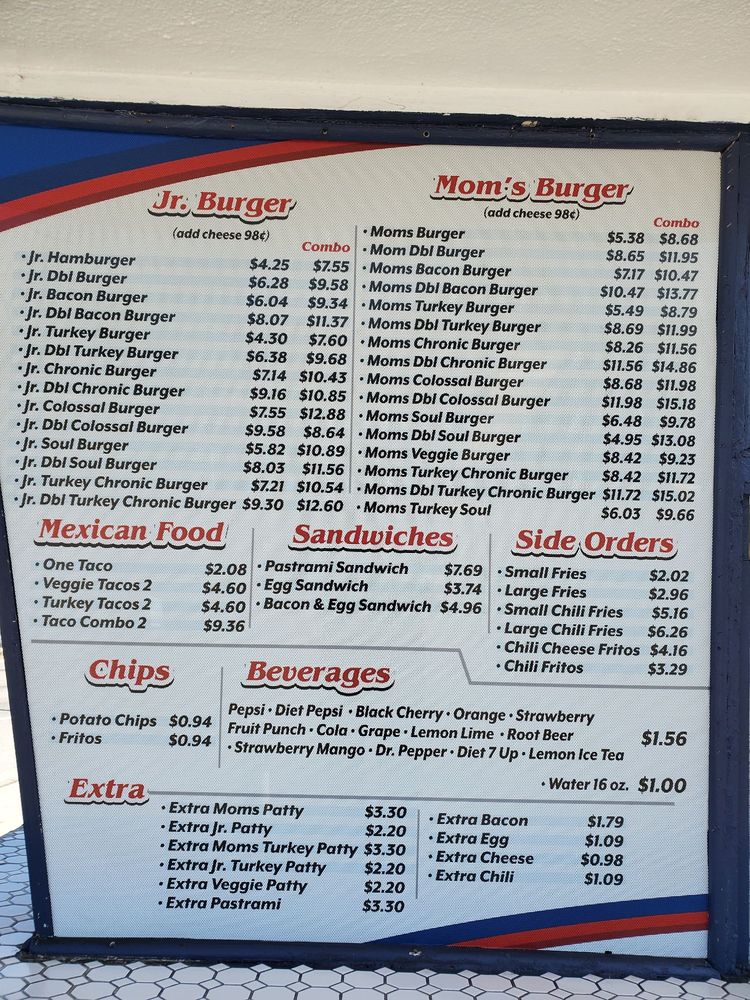 Jr. Burger
(add cheese 98¢)
Combo
• Jr. Hamburger $4.25 $7.55
• Jr. Dbl Burger $6.28 $9.58
• Jr. Bacon Burger $6.04 $9.34
• Jr. Dbl Bacon Burger $8.07 $11.37
• Jr. Turkey Burger $4.30 $7.60
• Jr. Dbl Turkey Burger $6.38 $9.68
• Jr. Chronic Burger $7.14 $10.43
• Jr. Dbl Chronic Burger $9.16 $10.85
• Jr. Colossal Burger $7.55 $12.88
• Jr. Dbl Colossal Burger $9.58 $8.64
• Jr. Soul Burger $5.82 $10.89
• Jr. Dbl Soul Burger $8.03 $11.56
• Jr. Turkey Chronic Burger $7.21 $10.54
• Jr. Dbl Turkey Chronic Burger $9.30 $12.60
Mom's Burger
(add cheese 98¢)
Combo
• Moms Burger $5.38 $8.68
• Mom Dbl Burger $8.65 $11.95
• Moms Bacon Burger $7.17 $10.47
• Moms Dbl Bacon Burger $10.47 $13.77
• Moms Turkey Burger $5.49 $8.79
• Moms Dbl Turkey Burger $8.69 $11.99
• Moms Chronic Burger $8.26 $11.56
• Moms Dbl Chronic Burger $11.56 $14.86
• Moms Colossal Burger $8.68 $11.98
• Moms Dbl Colossal Burger $11.98 $15.18
• Moms Soul Burger $6.48 $9.78
• Moms Dbl Soul Burger $4.95 $13.08
• Moms Veggie Burger $8.42 $9.23
• Moms Turkey Chronic Burger $8.42 $11.72
• Moms Dbl Turkey Chronic Burger $11.72 $15.02
• Moms Turkey Soul $6.03 $9.66
Mexican Food
• One Taco $2.08
• Veggie Tacos 2 $4.60
• Turkey Tacos 2 $4.60
• Taco Combo 2 $9.36
Sandwiches
• Pastrami Sandwich $7.69
• Egg Sandwich $3.74
• Bacon & Egg Sandwich $4.96
Side Orders
• Small Fries $2.02
• Large Fries $2.96
• Small Chili Fries $5.16
• Large Chili Fries $6.26
• Chili Cheese Fritos $4.16
• Chili Fritos $3.29
Chips
• Potato Chips $0.94
• Fritos $0.94
Beverages
Pepsi • Diet Pepsi • Black Cherry • Orange • Strawberry
Fruit Punch • Cola • Grape • Lemon Lime • Root Beer $1.56
• Strawberry Mango • Dr. Pepper • Diet 7 Up • Lemon Ice Tea
• Water 16 oz. $1.00
Extra
• Extra Moms Patty $3.30
• Extra Jr. Patty $2.20
• Extra Moms Turkey Patty $3.30
• Extra Jr. Turkey Patty $2.20
• Extra Veggie Patty $2.20
• Extra Pastrami $3.30
• Extra Bacon $1.79
• Extra Egg $1.09
• Extra Cheese $0.98
• Extra Chili $1.09